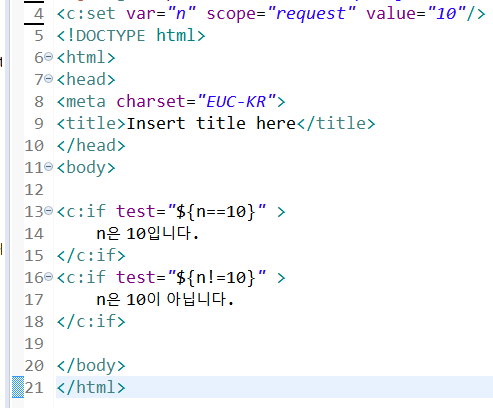 4 <c:set var="n" scope="request" value="10"/>
5 <!DOCTYPE html>
6 <html>
7 <head>
8 <meta charset="EUC-KR">
9 <title>Insert title here</title>
10 </head>
11 <body>
12
13 <c:if test="${n==10}" >
14     n은 10입니다.
15 </c:if>
16 <c:if test="${n!=10}" >
17     n은 10이 아닙니다.
18 </c:if>
19
20 </body>
21 </html>